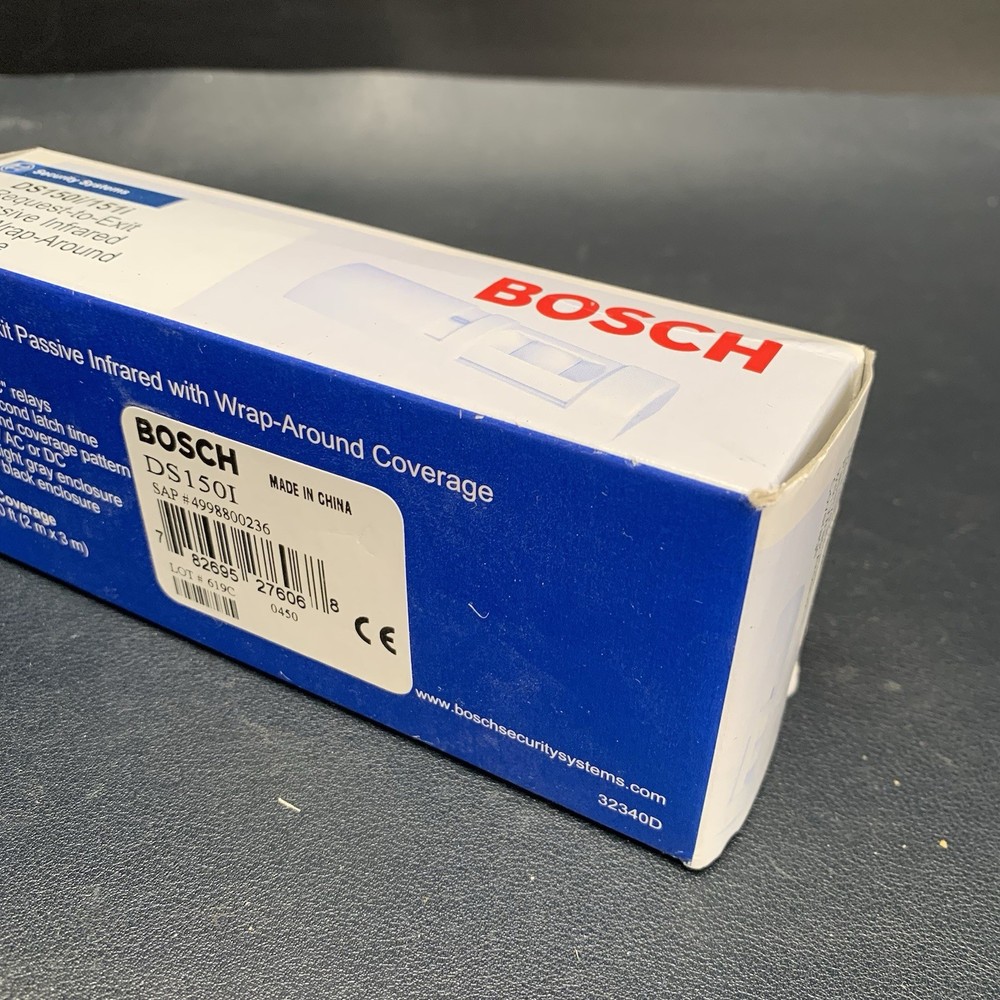 Security Systems
DS150i/151i
Request-to-Exit
Passive Infrared
Wrap-Around
BOSCH
Passive Infrared with Wrap-Around Coverage
relays
latch time
coverage pattern
AC or DC
gray enclosure
black enclosure
Coverage
ft (2 m x 3 m)
BOSCH
DS150I
MADE IN CHINA
SAP #4998800236
7 82695 27606 8
LOT # 619C
0450
CE
www.boschsecuritysystems.com
32340D